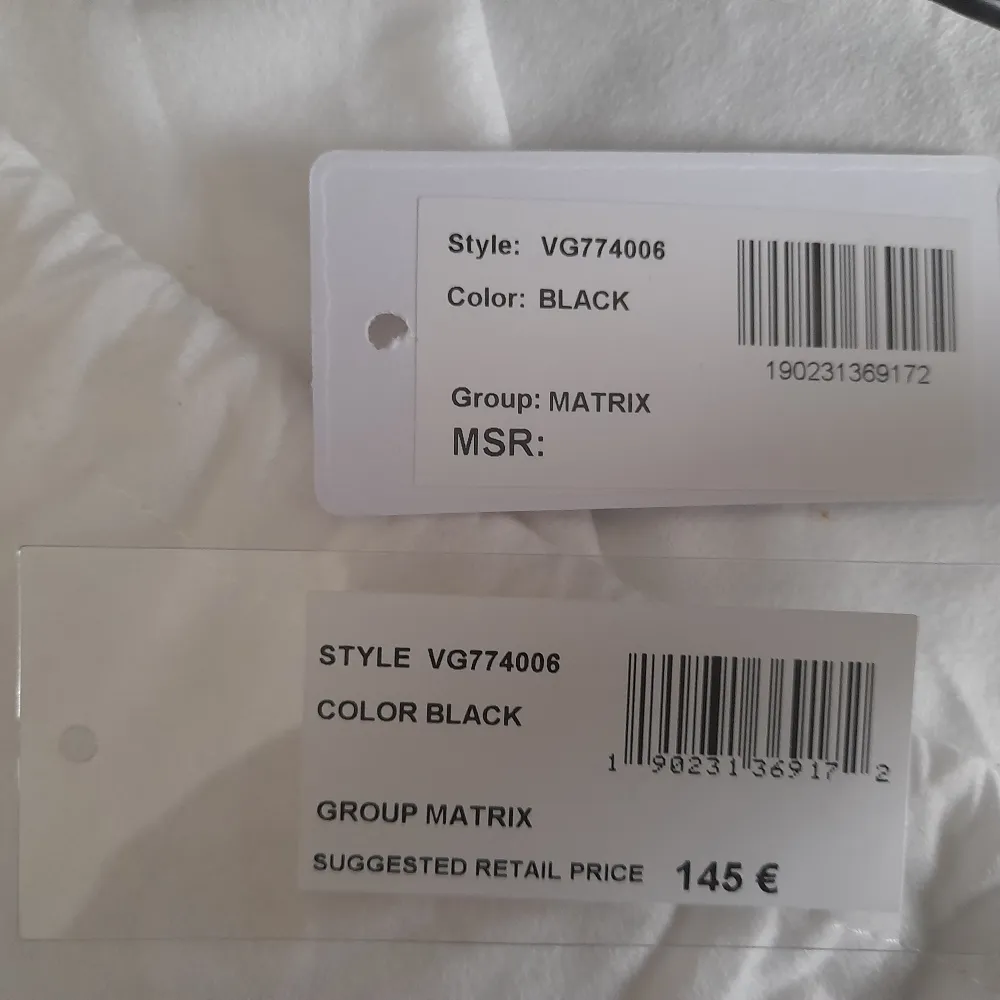 Style: VG774006
Color: BLACK
190231369172
Group: MATRIX
MSR:
STYLE VG774006
COLOR BLACK
1 90231 36917 2
GROUP MATRIX
SUGGESTED RETAIL PRICE 145 €